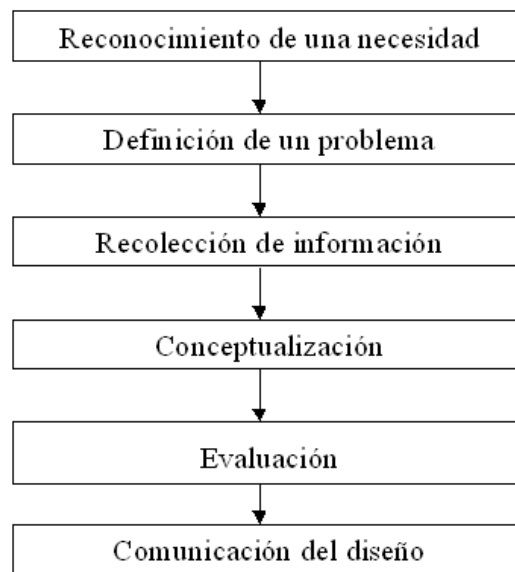 Reconocimiento de una necesidad
Definición de un problema
Recolección de información
Conceptualización
Evaluación
Comunicación del diseño